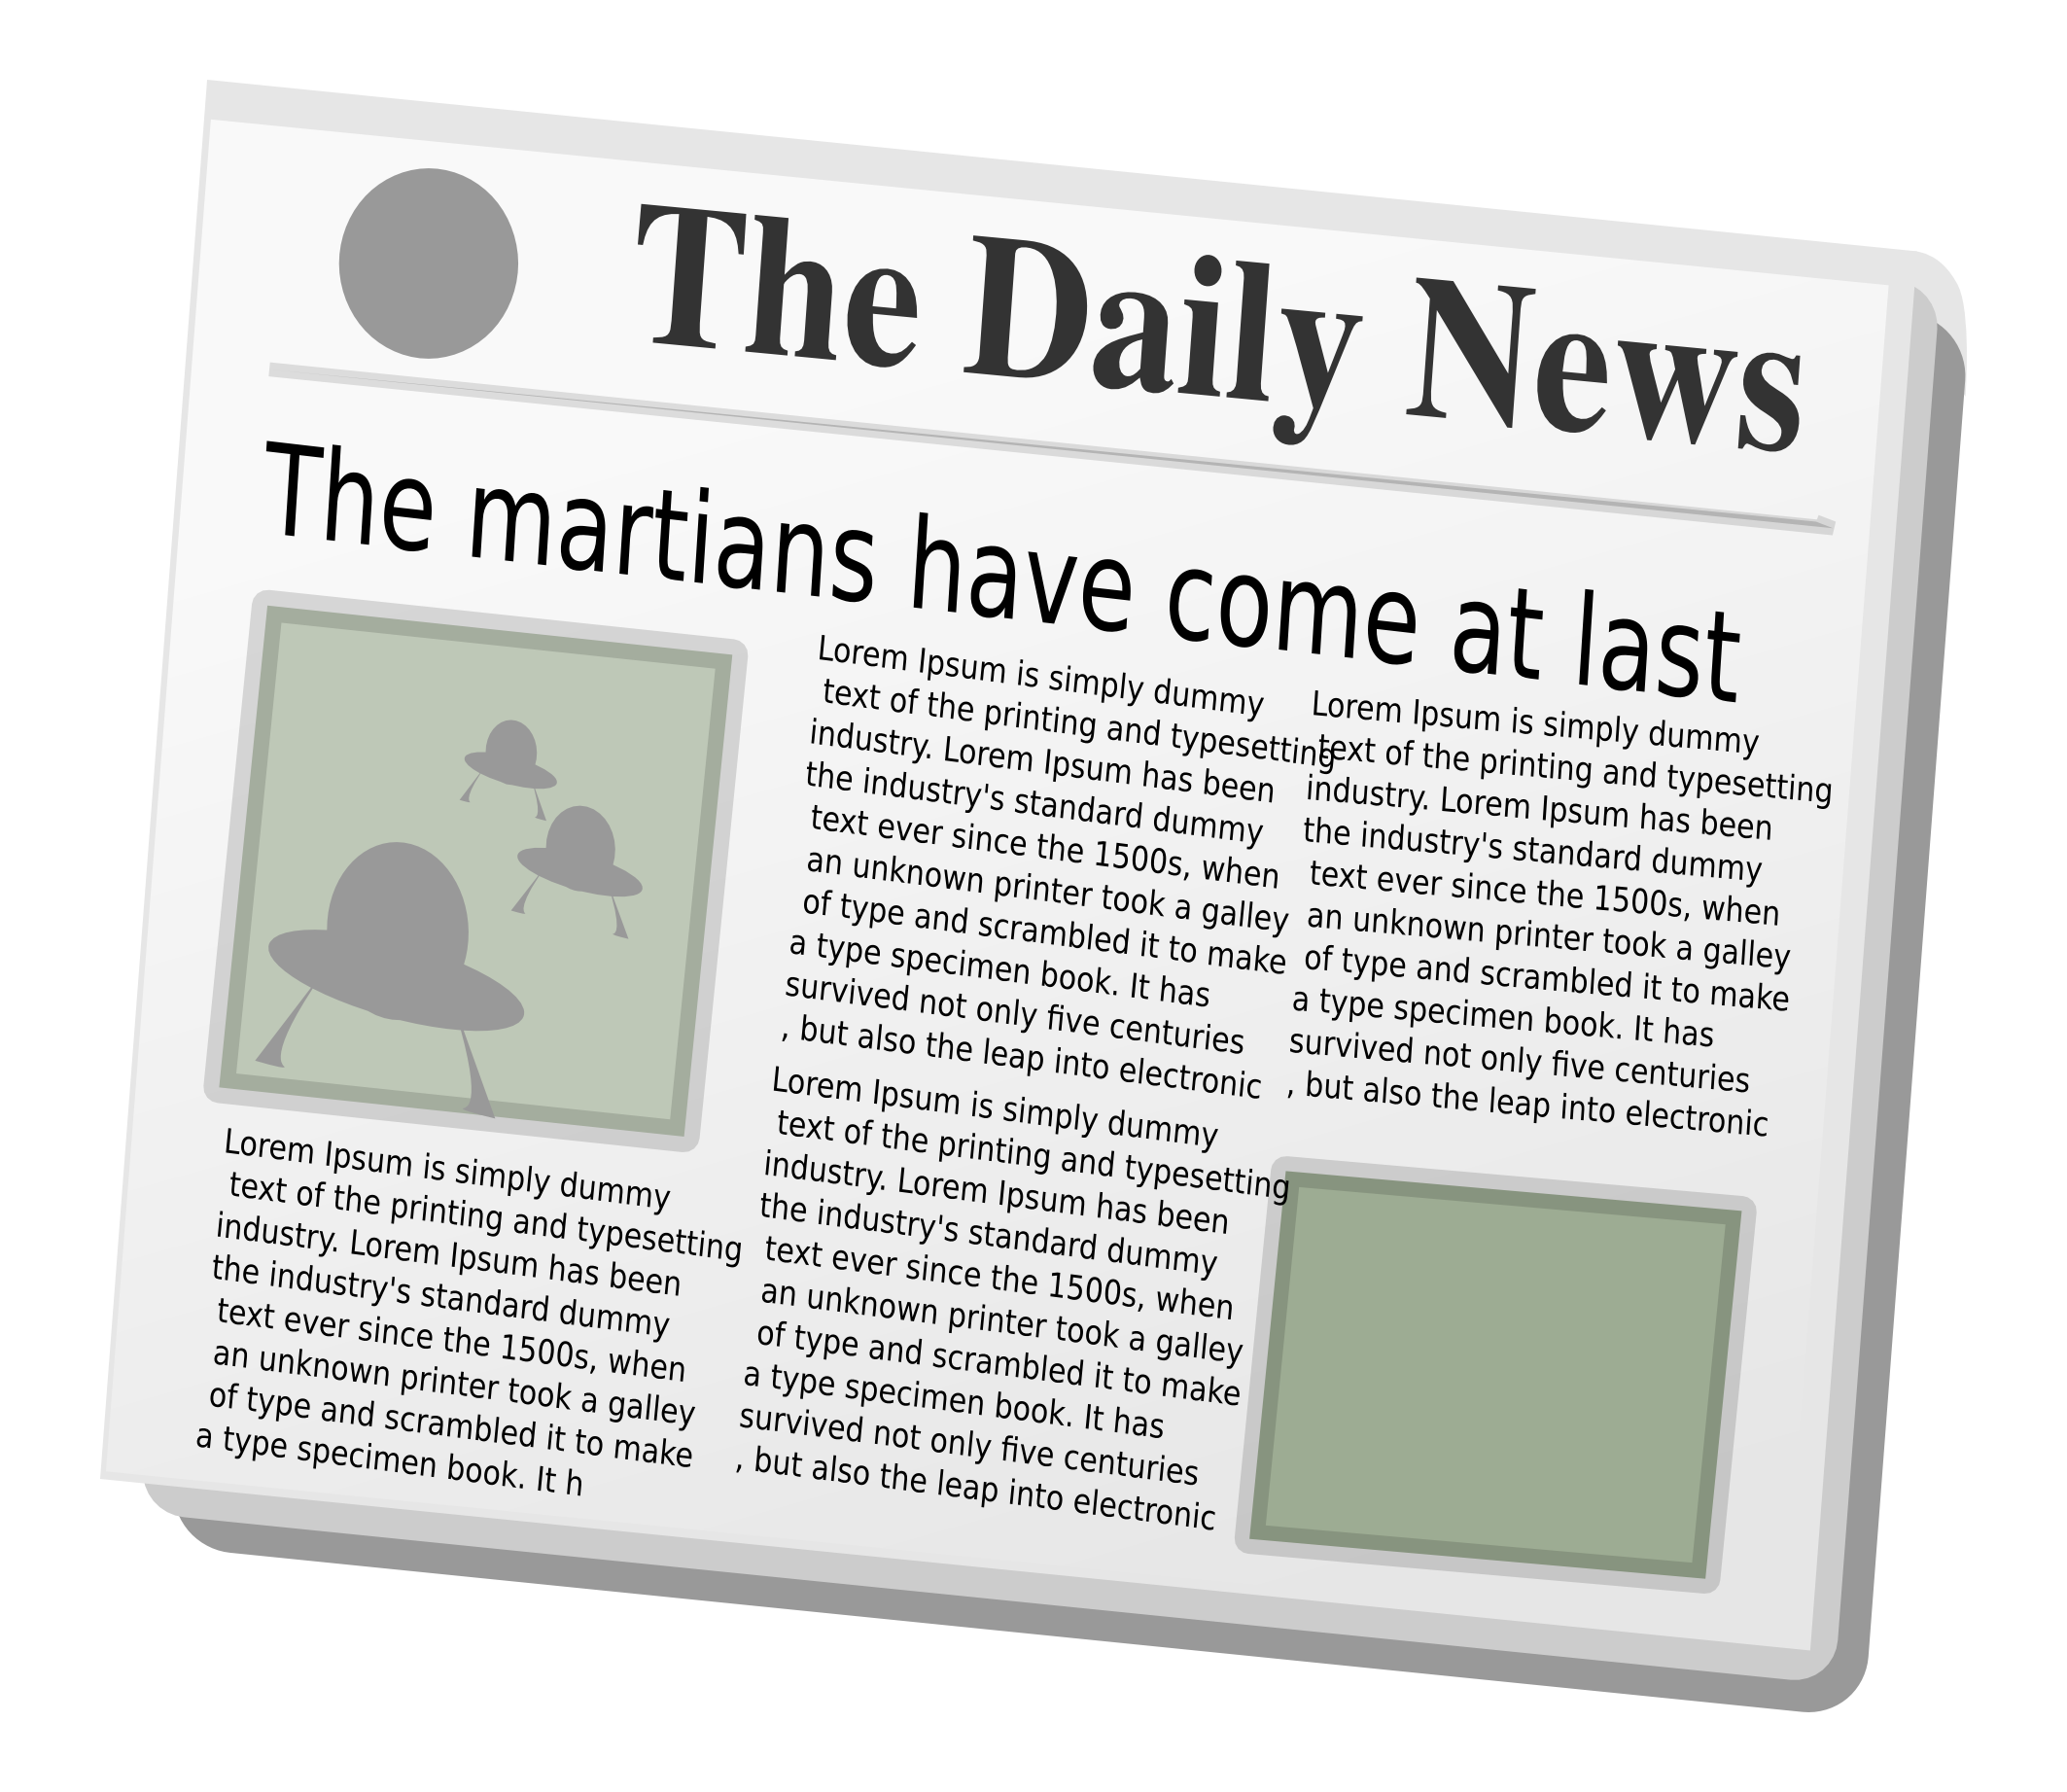 The Daily News
The martians have come at last
Lorem Ipsum is simply dummy
text of the printing and typesetting
industry. Lorem Ipsum has been
the industry's standard dummy
text ever since the 1500s, when
an unknown printer took a galley
of type and scrambled it to make
a type specimen book. It h
Lorem Ipsum is simply dummy
text of the printing and typesetting
industry. Lorem Ipsum has been
the industry's standard dummy
text ever since the 1500s, when
an unknown printer took a galley
of type and scrambled it to make
a type specimen book. It has
survived not only five centuries
, but also the leap into electronic
Lorem Ipsum is simply dummy
text of the printing and typesetting
industry. Lorem Ipsum has been
the industry's standard dummy
text ever since the 1500s, when
an unknown printer took a galley
of type and scrambled it to make
a type specimen book. It has
survived not only five centuries
, but also the leap into electronic
Lorem Ipsum is simply dummy
text of the printing and typesetting
industry. Lorem Ipsum has been
the industry's standard dummy
text ever since the 1500s, when
an unknown printer took a galley
of type and scrambled it to make
a type specimen book. It has
survived not only five centuries
, but also the leap into electronic